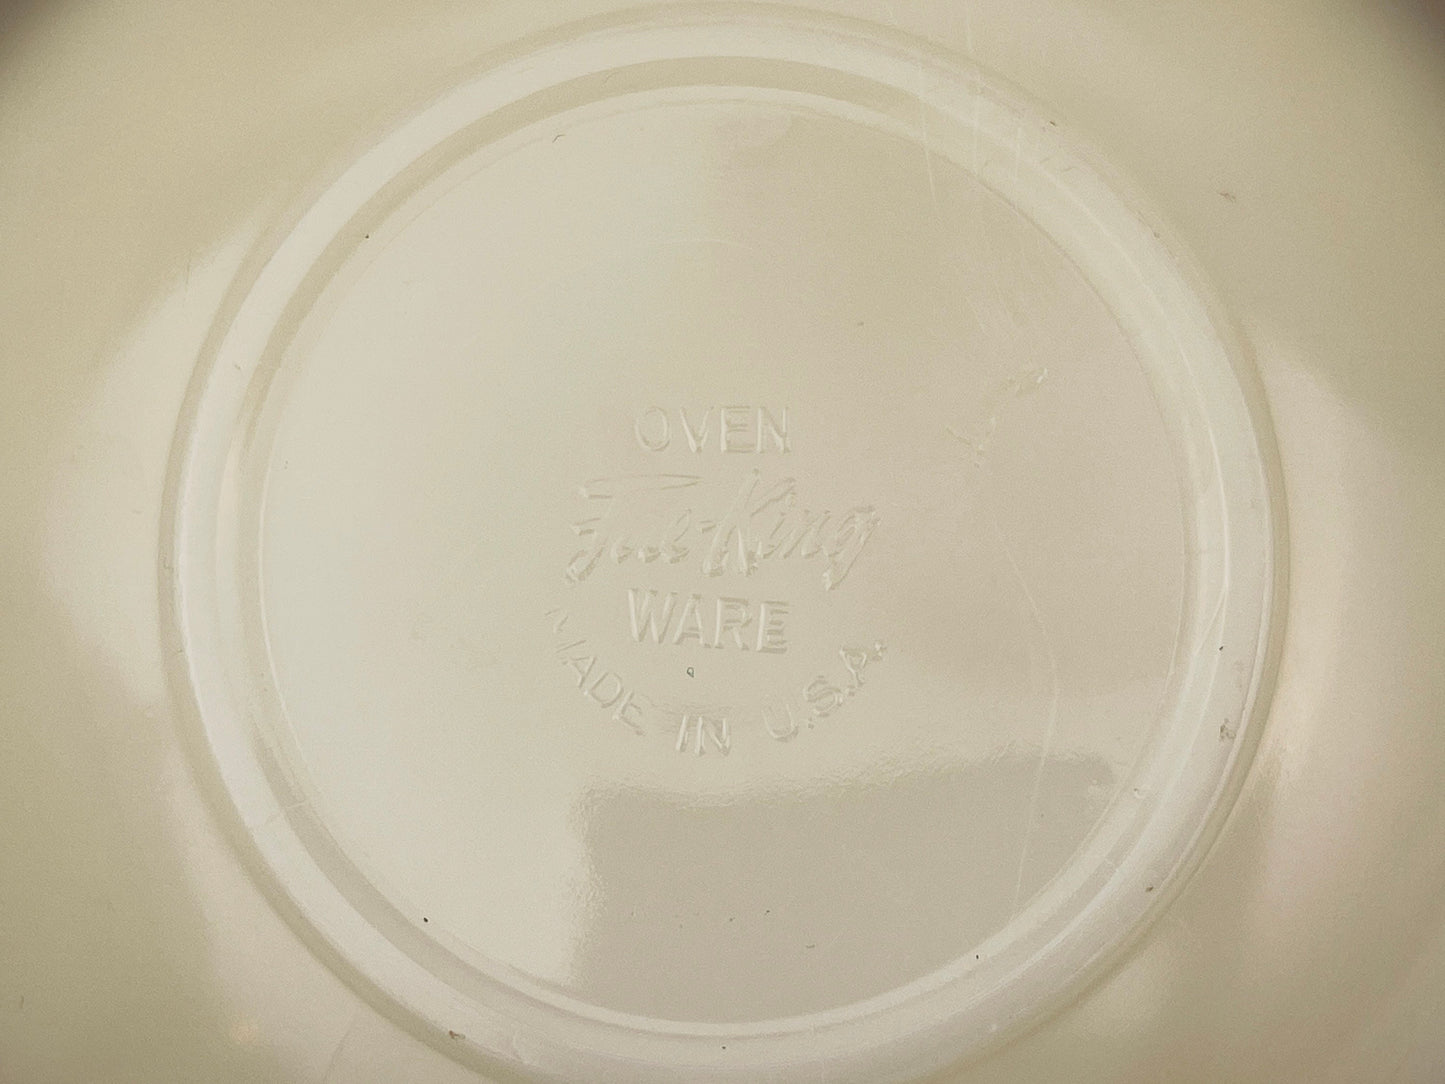 OVEN
Fire-King
WARE
MADE IN U.S.A.